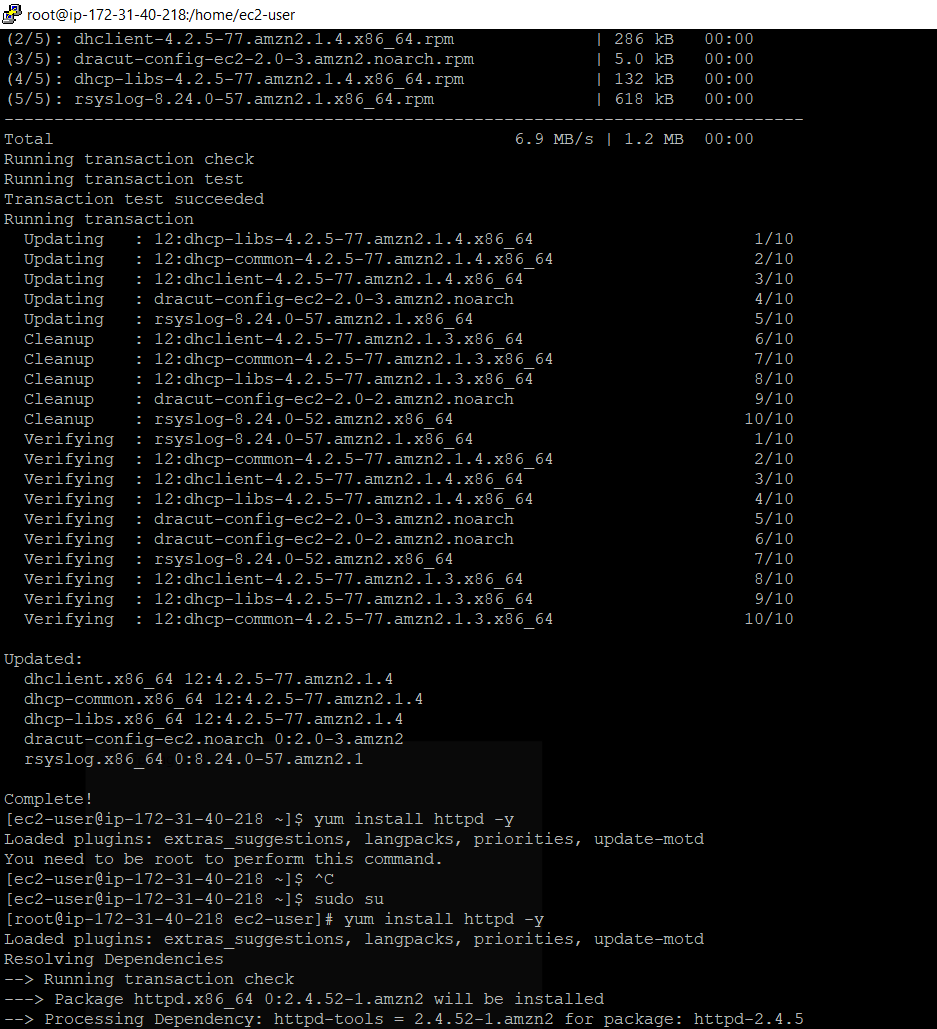 root@ip-172-31-40-218:/home/ec2-user
(2/5): dhclient-4.2.5-77.amzn2.1.4.x86_64.rpm | 286 kB 00:00
(3/5): dracut-config-ec2-2.0-3.amzn2.noarch.rpm | 5.0 kB 00:00
(4/5): dhcp-libs-4.2.5-77.amzn2.1.4.x86_64.rpm | 132 kB 00:00
(5/5): rsyslog-8.24.0-57.amzn2.1.x86_64.rpm | 618 kB 00:00
--------------------------------------------------------------------------------
Total 6.9 MB/s | 1.2 MB 00:00
Running transaction check
Running transaction test
Transaction test succeeded
Running transaction
Updating : 12:dhcp-libs-4.2.5-77.amzn2.1.4.x86_64 1/10
Updating : 12:dhcp-common-4.2.5-77.amzn2.1.4.x86_64 2/10
Updating : 12:dhclient-4.2.5-77.amzn2.1.4.x86_64 3/10
Updating : dracut-config-ec2-2.0-3.amzn2.noarch 4/10
Updating : rsyslog-8.24.0-57.amzn2.1.x86_64 5/10
Cleanup : 12:dhclient-4.2.5-77.amzn2.1.3.x86_64 6/10
Cleanup : 12:dhcp-common-4.2.5-77.amzn2.1.3.x86_64 7/10
Cleanup : 12:dhcp-libs-4.2.5-77.amzn2.1.3.x86_64 8/10
Cleanup : dracut-config-ec2-2.0-2.amzn2.noarch 9/10
Cleanup : rsyslog-8.24.0-52.amzn2.x86_64 10/10
Verifying : rsyslog-8.24.0-57.amzn2.1.x86_64 1/10
Verifying : 12:dhcp-common-4.2.5-77.amzn2.1.4.x86_64 2/10
Verifying : 12:dhclient-4.2.5-77.amzn2.1.4.x86_64 3/10
Verifying : 12:dhcp-libs-4.2.5-77.amzn2.1.4.x86_64 4/10
Verifying : dracut-config-ec2-2.0-3.amzn2.noarch 5/10
Verifying : dracut-config-ec2-2.0-2.amzn2.noarch 6/10
Verifying : rsyslog-8.24.0-52.amzn2.x86_64 7/10
Verifying : 12:dhclient-4.2.5-77.amzn2.1.3.x86_64 8/10
Verifying : 12:dhcp-libs-4.2.5-77.amzn2.1.3.x86_64 9/10
Verifying : 12:dhcp-common-4.2.5-77.amzn2.1.3.x86_64 10/10
Updated:
dhclient.x86_64 12:4.2.5-77.amzn2.1.4
dhcp-common.x86_64 12:4.2.5-77.amzn2.1.4
dhcp-libs.x86_64 12:4.2.5-77.amzn2.1.4
dracut-config-ec2.noarch 0:2.0-3.amzn2
rsyslog.x86_64 0:8.24.0-57.amzn2.1
Complete!
[ec2-user@ip-172-31-40-218 ~]$ yum install httpd -y
Loaded plugins: extras_suggestions, langpacks, priorities, update-motd
You need to be root to perform this command.
[ec2-user@ip-172-31-40-218 ~]$ ^C
[ec2-user@ip-172-31-40-218 ~]$ sudo su
[root@ip-172-31-40-218 ec2-user]# yum install httpd -y
Loaded plugins: extras_suggestions, langpacks, priorities, update-motd
Resolving Dependencies
--> Running transaction check
---> Package httpd.x86_64 0:2.4.52-1.amzn2 will be installed
--> Processing Dependency: httpd-tools = 2.4.52-1.amzn2 for package: httpd-2.4.5